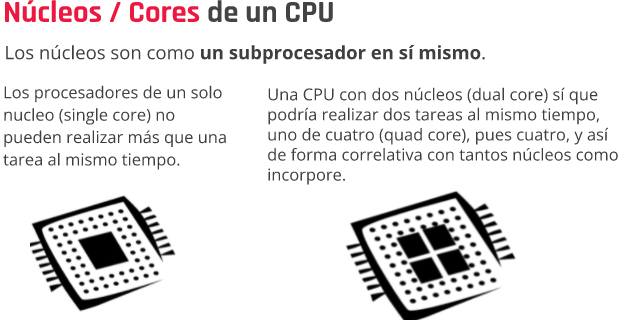 Núcleos / Cores de un CPU
Los núcleos son como un subprocesador en sí mismo.
Los procesadores de un solo
nucleo (single core) no
pueden realizar más que una
tarea al mismo tiempo.
Una CPU con dos núcleos (dual core) sí que
podría realizar dos tareas al mismo tiempo,
uno de cuatro (quad core), pues cuatro, y así
de forma correlativa con tantos núcleos como
incorpore.